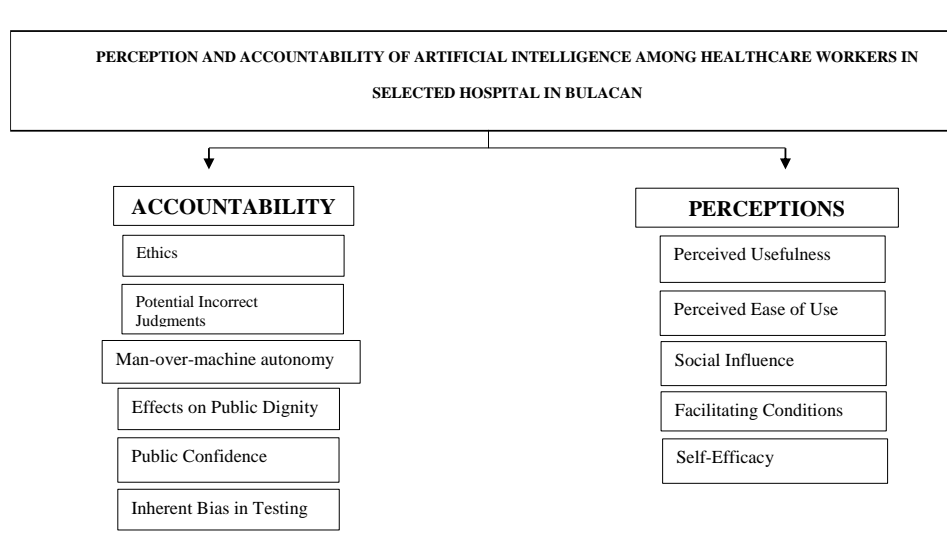 PERCEPTION AND ACCOUNTABILITY OF ARTIFICIAL INTELLIGENCE AMONG HEALTHCARE WORKERS IN
SELECTED HOSPITAL IN BULACAN
ACCOUNTABILITY
Ethics
Potential Incorrect
Judgments
Man-over-machine autonomy
Effects on Public Dignity
Public Confidence
Inherent Bias in Testing
PERCEPTIONS
Perceived Usefulness
Perceived Ease of Use
Social Influence
Facilitating Conditions
Self-Efficacy